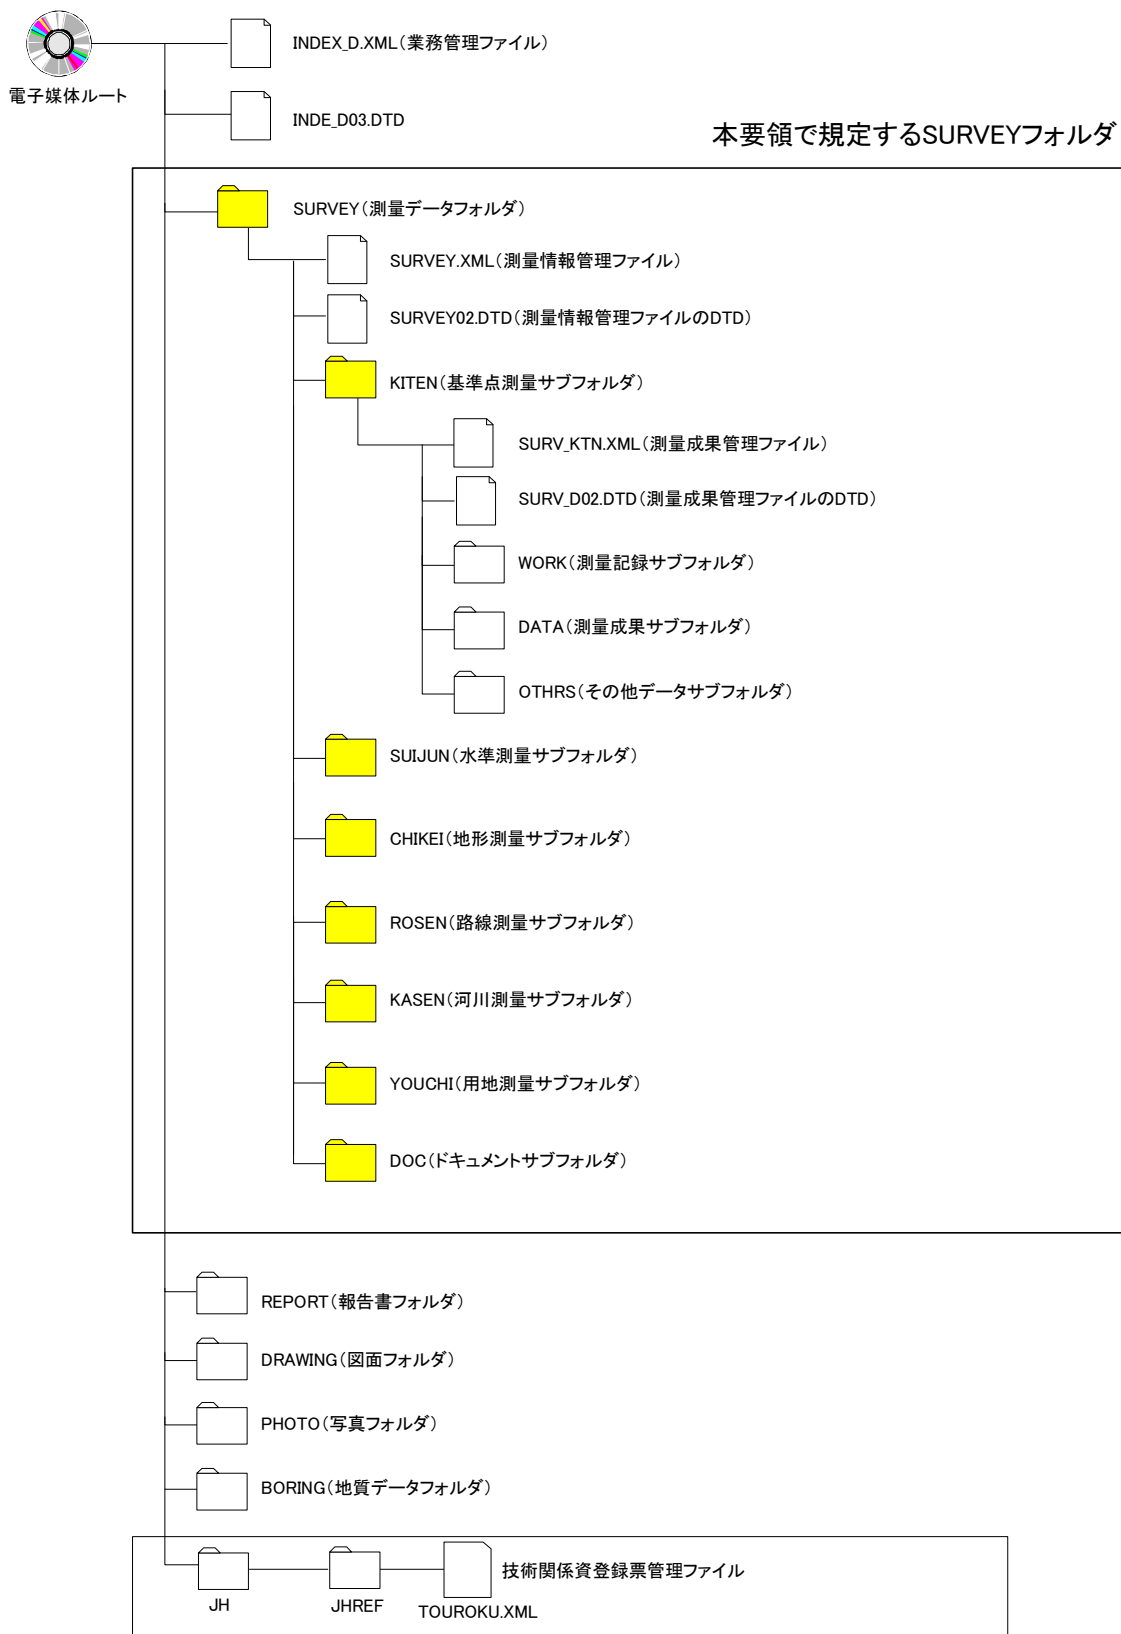 INDEX_D.XML（業務管理ファイル）
電子媒体ルート
INDE_D03.DTD
本要領で規定するSURVEYフォルダ
SURVEY（測量データフォルダ）
SURVEY.XML（測量情報管理ファイル）
SURVEY02.DTD（測量情報管理ファイルのDTD）
KITEN（基準点測量サブフォルダ）
SURV_KTN.XML（測量成果管理ファイル）
SURV_D02.DTD（測量成果管理ファイルのDTD）
WORK（測量記録サブフォルダ）
DATA（測量成果サブフォルダ）
OTHRS（その他データサブフォルダ）
SUIJUN（水準測量サブフォルダ）
CHIKEI（地形測量サブフォルダ）
ROSEN（路線測量サブフォルダ）
KASEN（河川測量サブフォルダ）
YOUCHI（用地測量サブフォルダ）
DOC（ドキュメントサブフォルダ）
REPORT（報告書フォルダ）
DRAWING（図面フォルダ）
PHOTO（写真フォルダ）
BORING（地質データフォルダ）
技術関係資登録票管理ファイル
JH
JHREF
TOUROKU.XML